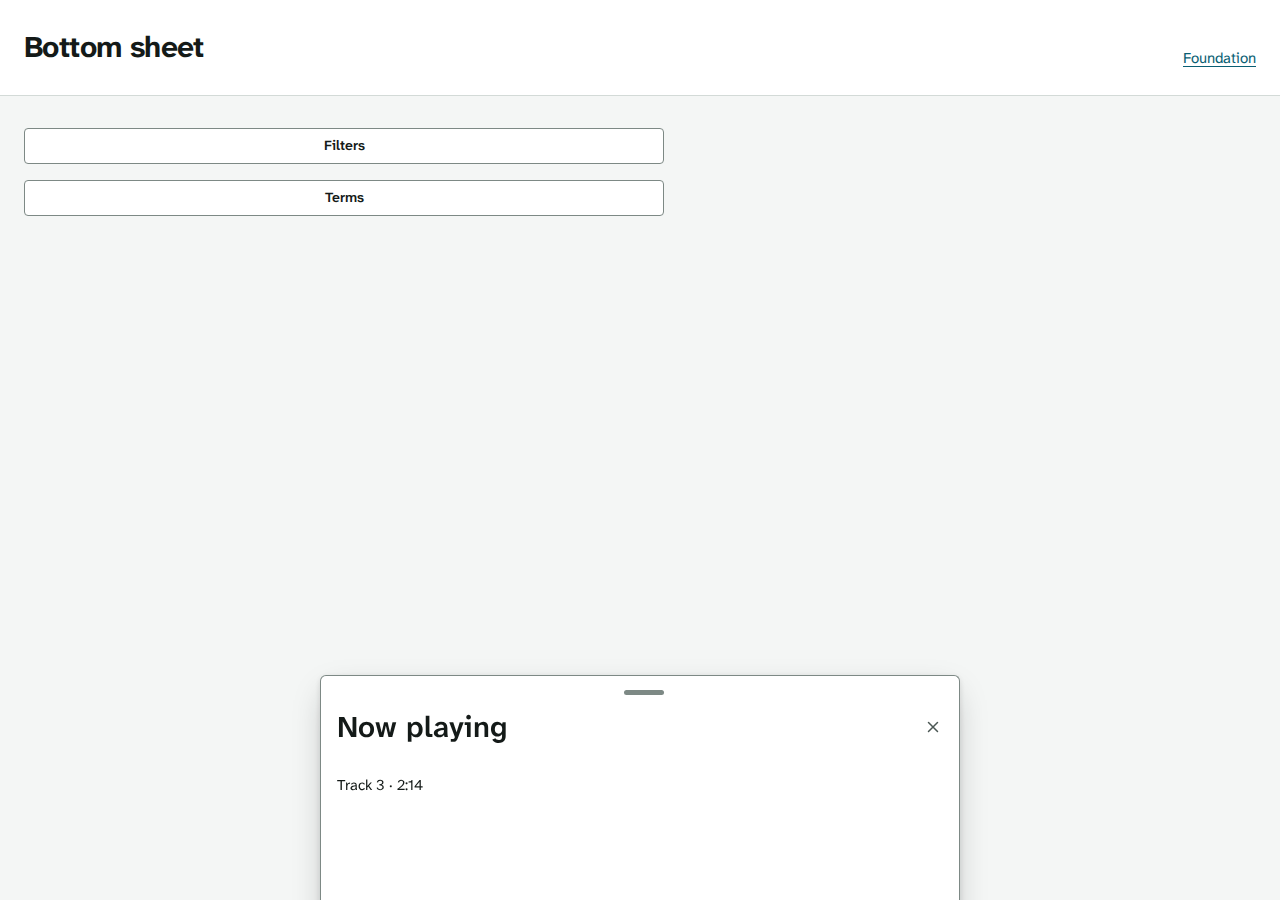 Bottom sheet
Foundation
Filters
Terms
Now playing
Track 3 · 2:14